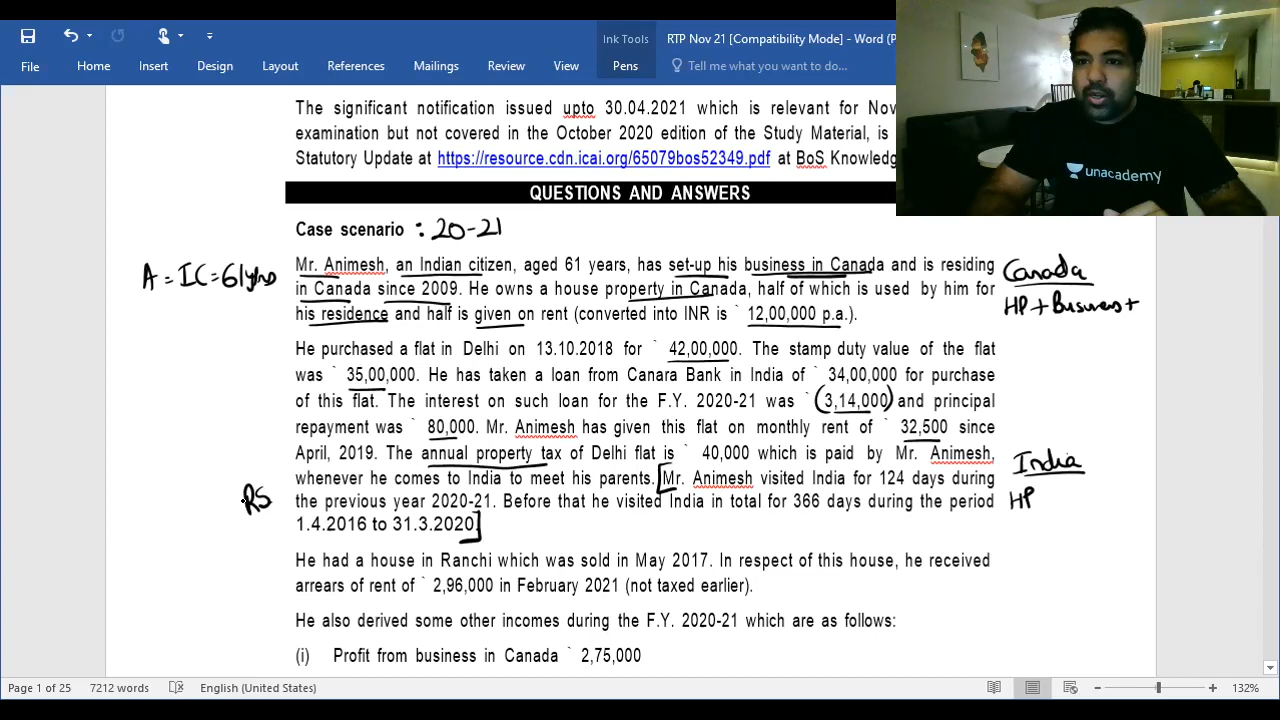 Ink Tools
RTP Nov 21 [Compatibility Mode] - Word (P
File
Home
Insert
Design
Layout
References
Mailings
Review
View
Pens
Tell me what you want to do...
The significant notification issued upto 30.04.2021 which is relevant for Nov
examination but not covered in the October 2020 edition of the Study Material, is
Statutory Update at https://resource.cdn.icai.org/65079bos52349.pdf at BoS Knowledg
QUESTIONS AND ANSWERS
Case scenario : 20-21
A = IC = 61yrs
Mr. Animesh, an Indian citizen, aged 61 years, has set-up his business in Canada and is residing
in Canada since 2009. He owns a house property in Canada, half of which is used by him for
his residence and half is given on rent (converted into INR is ` 12,00,000 p.a.).
Canada
HP + Business +
He purchased a flat in Delhi on 13.10.2018 for ` 42,00,000. The stamp duty value of the flat
was ` 35,00,000. He has taken a loan from Canara Bank in India of ` 34,00,000 for purchase
of this flat. The interest on such loan for the F.Y. 2020-21 was ` (3,14,000) and principal
repayment was ` 80,000. Mr. Animesh has given this flat on monthly rent of ` 32,500 since
April, 2019. The annual property tax of Delhi flat is ` 40,000 which is paid by Mr. Animesh,
whenever he comes to India to meet his parents. [Mr. Animesh visited India for 124 days during
the previous year 2020-21. Before that he visited India in total for 366 days during the period
1.4.2016 to 31.3.2020]
India
HP
RS
He had a house in Ranchi which was sold in May 2017. In respect of this house, he received
arrears of rent of ` 2,96,000 in February 2021 (not taxed earlier).
He also derived some other incomes during the F.Y. 2020-21 which are as follows:
(i) Profit from business in Canada ` 2,75,000
unacademy
Page 1 of 25
7212 words
English (United States)
132%